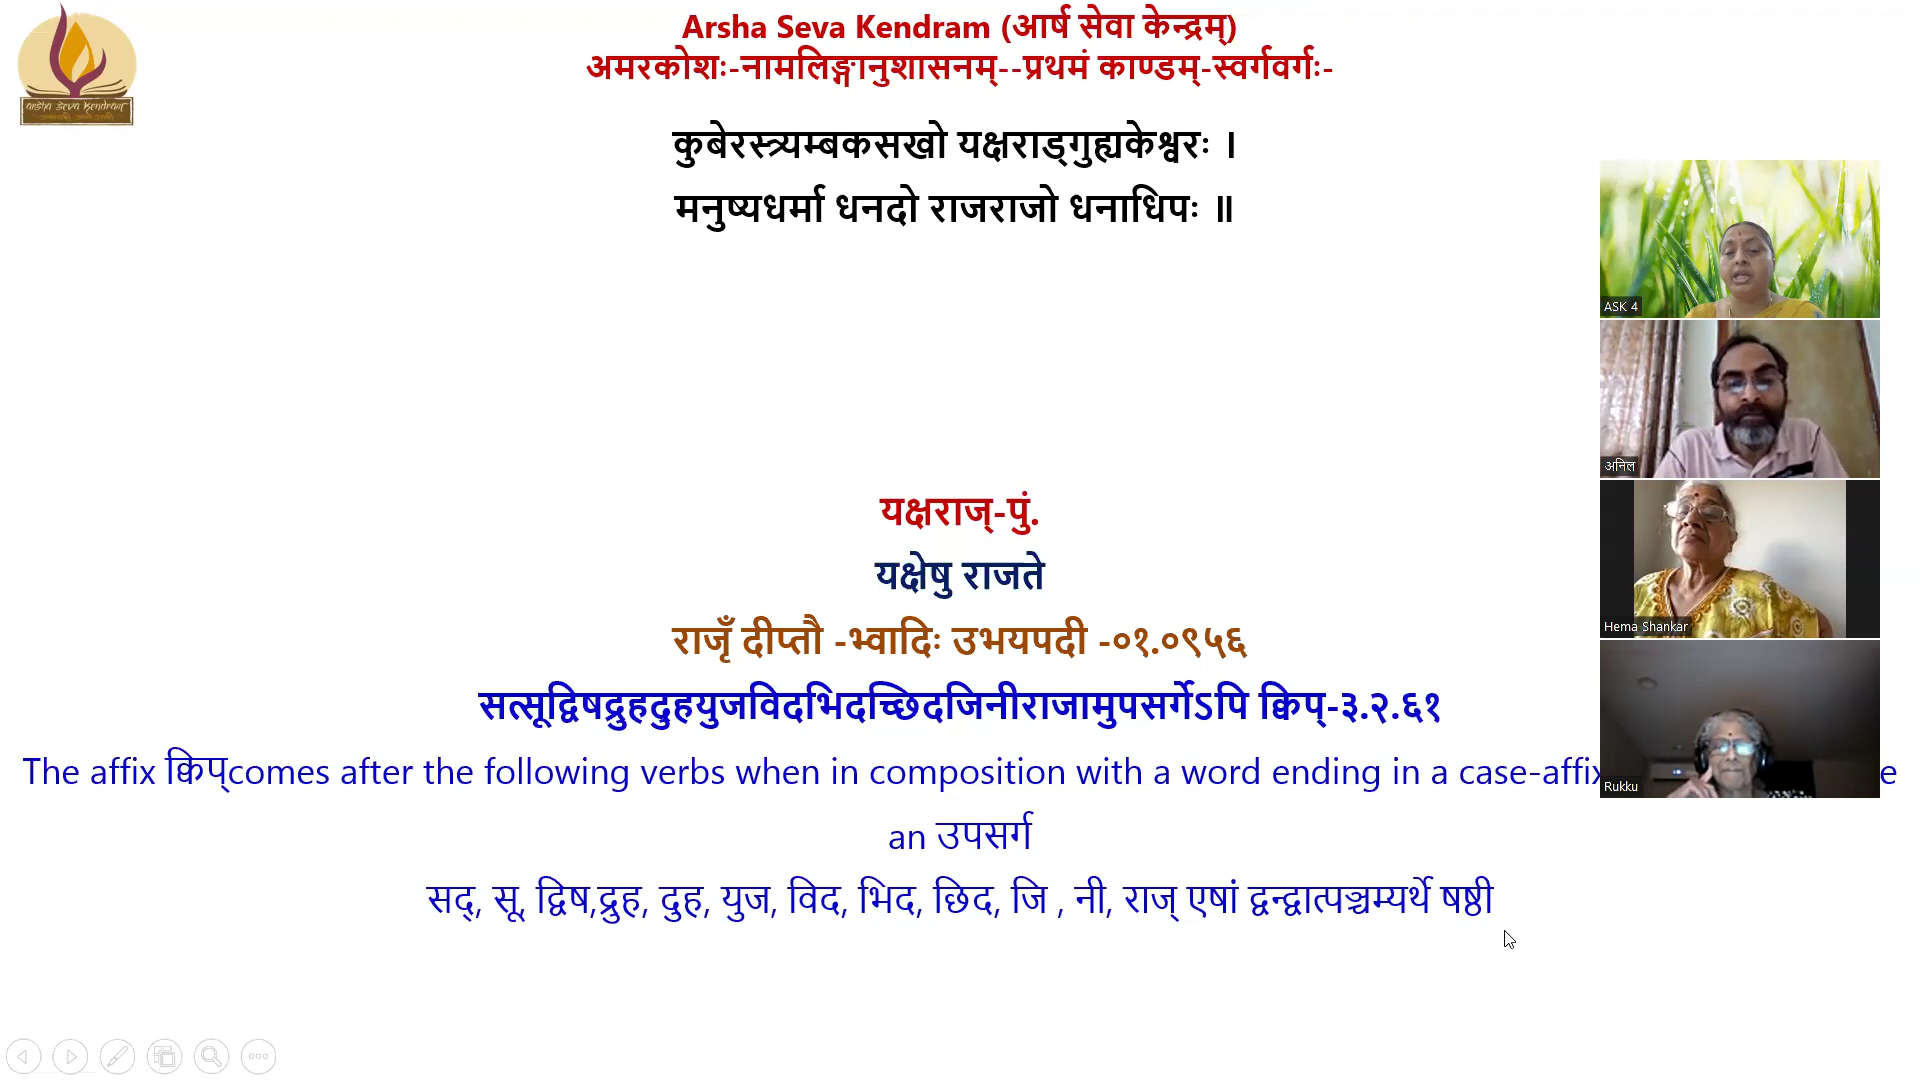 Arsha Seva Kendram (आर्ष सेवा केन्द्रम्)
अमरकोशः-नामलिङ्गानुशासनम्--प्रथमं काण्डम्-स्वर्गवर्गः-
arsha seva kendram
कुबेरस्त्र्यम्बकसखो यक्षराड्गुह्यकेश्वरः ।
मनुष्यधर्मा धनदो राजराजो धनाधिपः ॥
यक्षराज्-पुं.
यक्षेषु राजते
राजृँ दीप्तौ -भ्वादिः उभयपदी -०१.०९५६
सत्सूद्विषद्रुहदुहयुजविदभिदच्छिदजिनीराजामुपसर्गेऽपि क्विप्-३.२.६१
The affix क्विप्comes after the following verbs when in composition with a word ending in a case-affix e
an उपसर्ग
सद्, सू, द्विष,द्रुह, दुह, युज, विद, भिद, छिद, जि , नी, राज् एषां द्वन्द्वात्पञ्चम्यर्थे षष्ठी
ASK 4
अनिल
Hema Shankar
Rukku